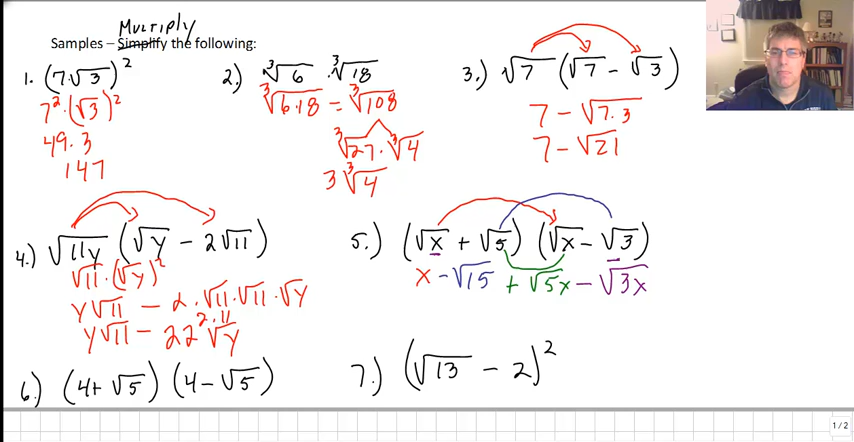 MULTIPLY
Samples – Simplify the following:
1. (7√3)²
7²·(√3)²
49·3
147
2.) ∛6 · ∛18
∛6·18 = ∛108
∛27 · ∛4
3∛4
3.) √7 (√7 − √3)
7 − √7·3
7 − √21
4.) √11y (√y − 2√11)
√11·(√y)²
y√11 − 2·√11·√11·√y
2·11
y√11 − 22√y
5.) (√x + √5) (√x − √3)
x − √15 + √5x − √3x
6.) (4+√5) (4−√5)
7.) (√13 − 2)²
1/2